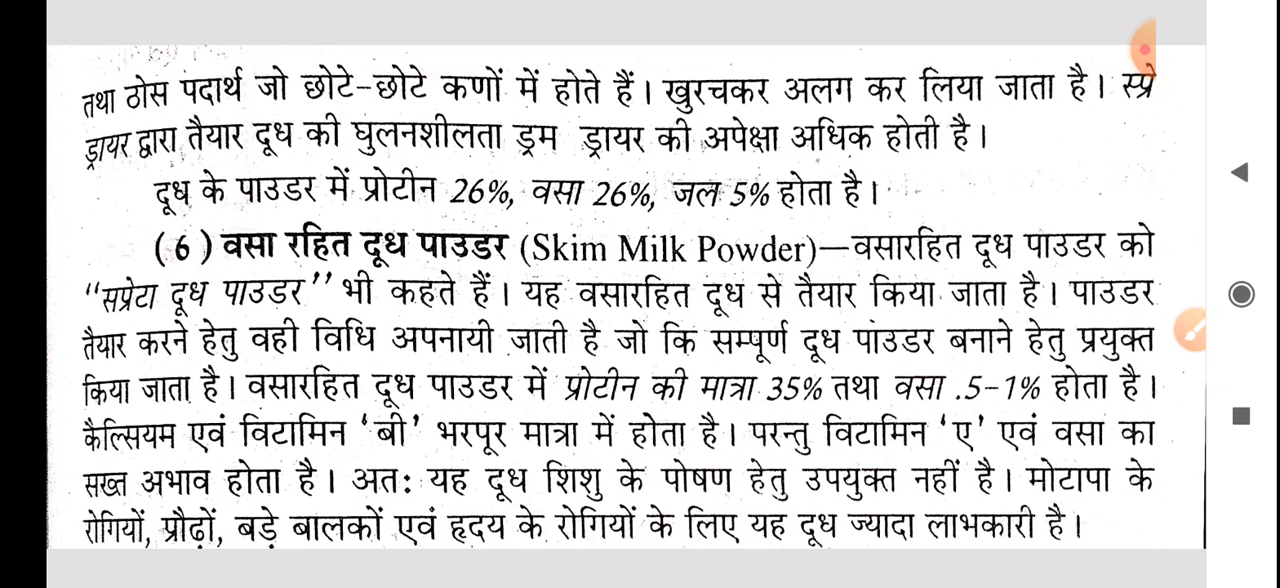 तथा ठोस पदार्थ जो छोटे-छोटे कणों में होते हैं। खुरचकर अलग कर लिया जाता है। स्प्रे
ड्रायर द्वारा तैयार दूध की घुलनशीलता ड्रम ड्रायर की अपेक्षा अधिक होती है।
दूध के पाउडर में प्रोटीन 26%, वसा 26%, जल 5% होता है।
(6) वसा रहित दूध पाउडर (Skim Milk Powder)—वसारहित दूध पाउडर को
“सप्रेटा दूध पाउडर” भी कहते हैं। यह वसारहित दूध से तैयार किया जाता है। पाउडर
तैयार करने हेतु वही विधि अपनायी जाती है जो कि सम्पूर्ण दूध पाउडर बनाने हेतु प्रयुक्त
किया जाता है। वसारहित दूध पाउडर में प्रोटीन की मात्रा 35% तथा वसा .5-1% होता है।
कैल्सियम एवं विटामिन ‘बी’ भरपूर मात्रा में होता है। परन्तु विटामिन ‘ए’ एवं वसा का
सख्त अभाव होता है। अतः यह दूध शिशु के पोषण हेतु उपयुक्त नहीं है। मोटापा के
रोगियों, प्रौढ़ों, बड़े बालकों एवं हृदय के रोगियों के लिए यह दूध ज्यादा लाभकारी है।